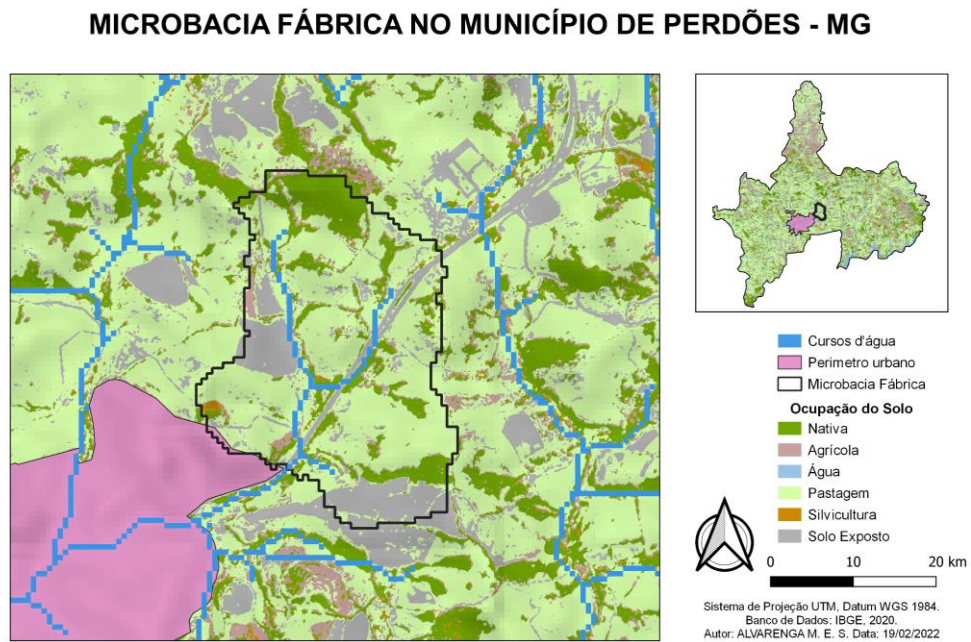 MICROBACIA FÁBRICA NO MUNICÍPIO DE PERDÕES - MG
Cursos d'água
Perimetro urbano
Microbacia Fábrica
Ocupação do Solo
Nativa
Agrícola
Água
Pastagem
Silvicultura
Solo Exposto
0 10 20 km
Sistema de Projeção UTM, Datum WGS 1984.
Banco de Dados: IBGE, 2020.
Autor: ALVARENGA M. E. S. Data: 19/02/2022